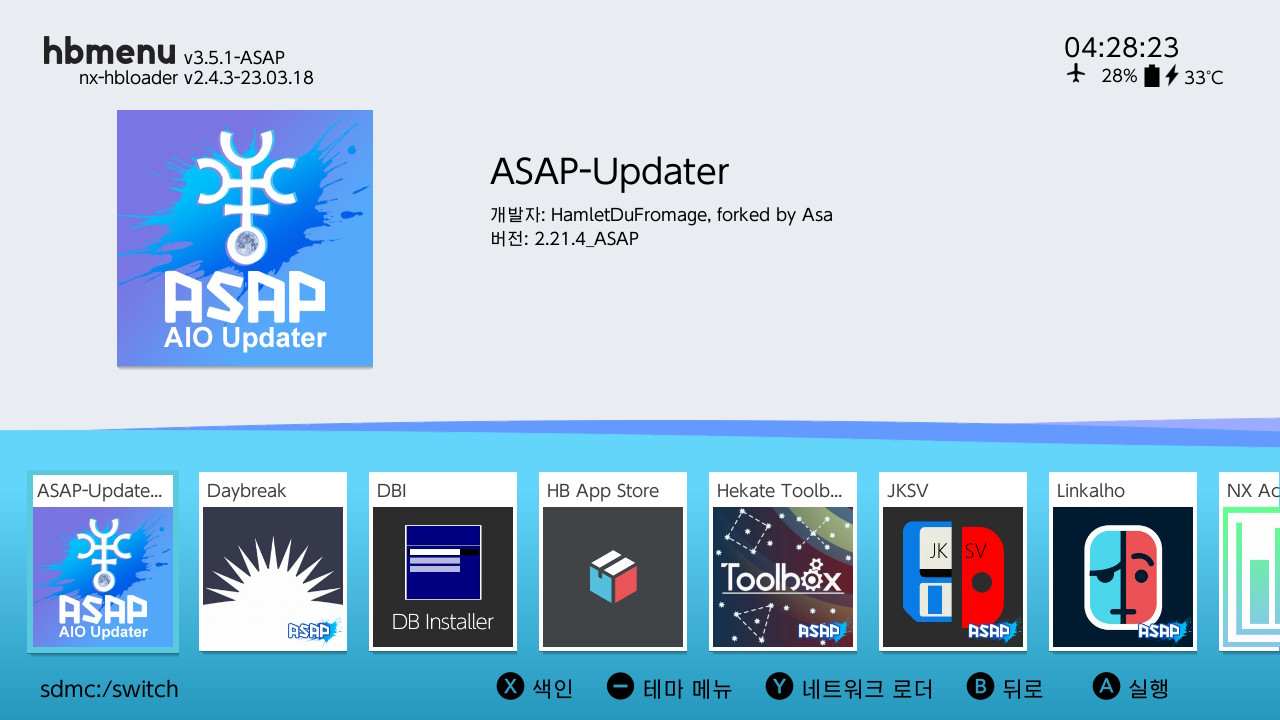 hbmenu v3.5.1-ASAP
nx-hbloader v2.4.3-23.03.18
04:28:23
28% 33°C
ASAP
AIO Updater
ASAP-Updater
개발자: HamletDuFromage, forked by Asa
버전: 2.21.4_ASAP
ASAP-Update...
ASAP
AIO Updater
Daybreak
ASAP
DBI
DB Installer
HB App Store
Hekate Toolb...
Toolbox
ASAP
JKSV
JK SV
ASAP
Linkalho
ASAP
NX Ac
sdmc:/switch
X 색인
테마 메뉴
Y 네트워크 로더
B 뒤로
A 실행